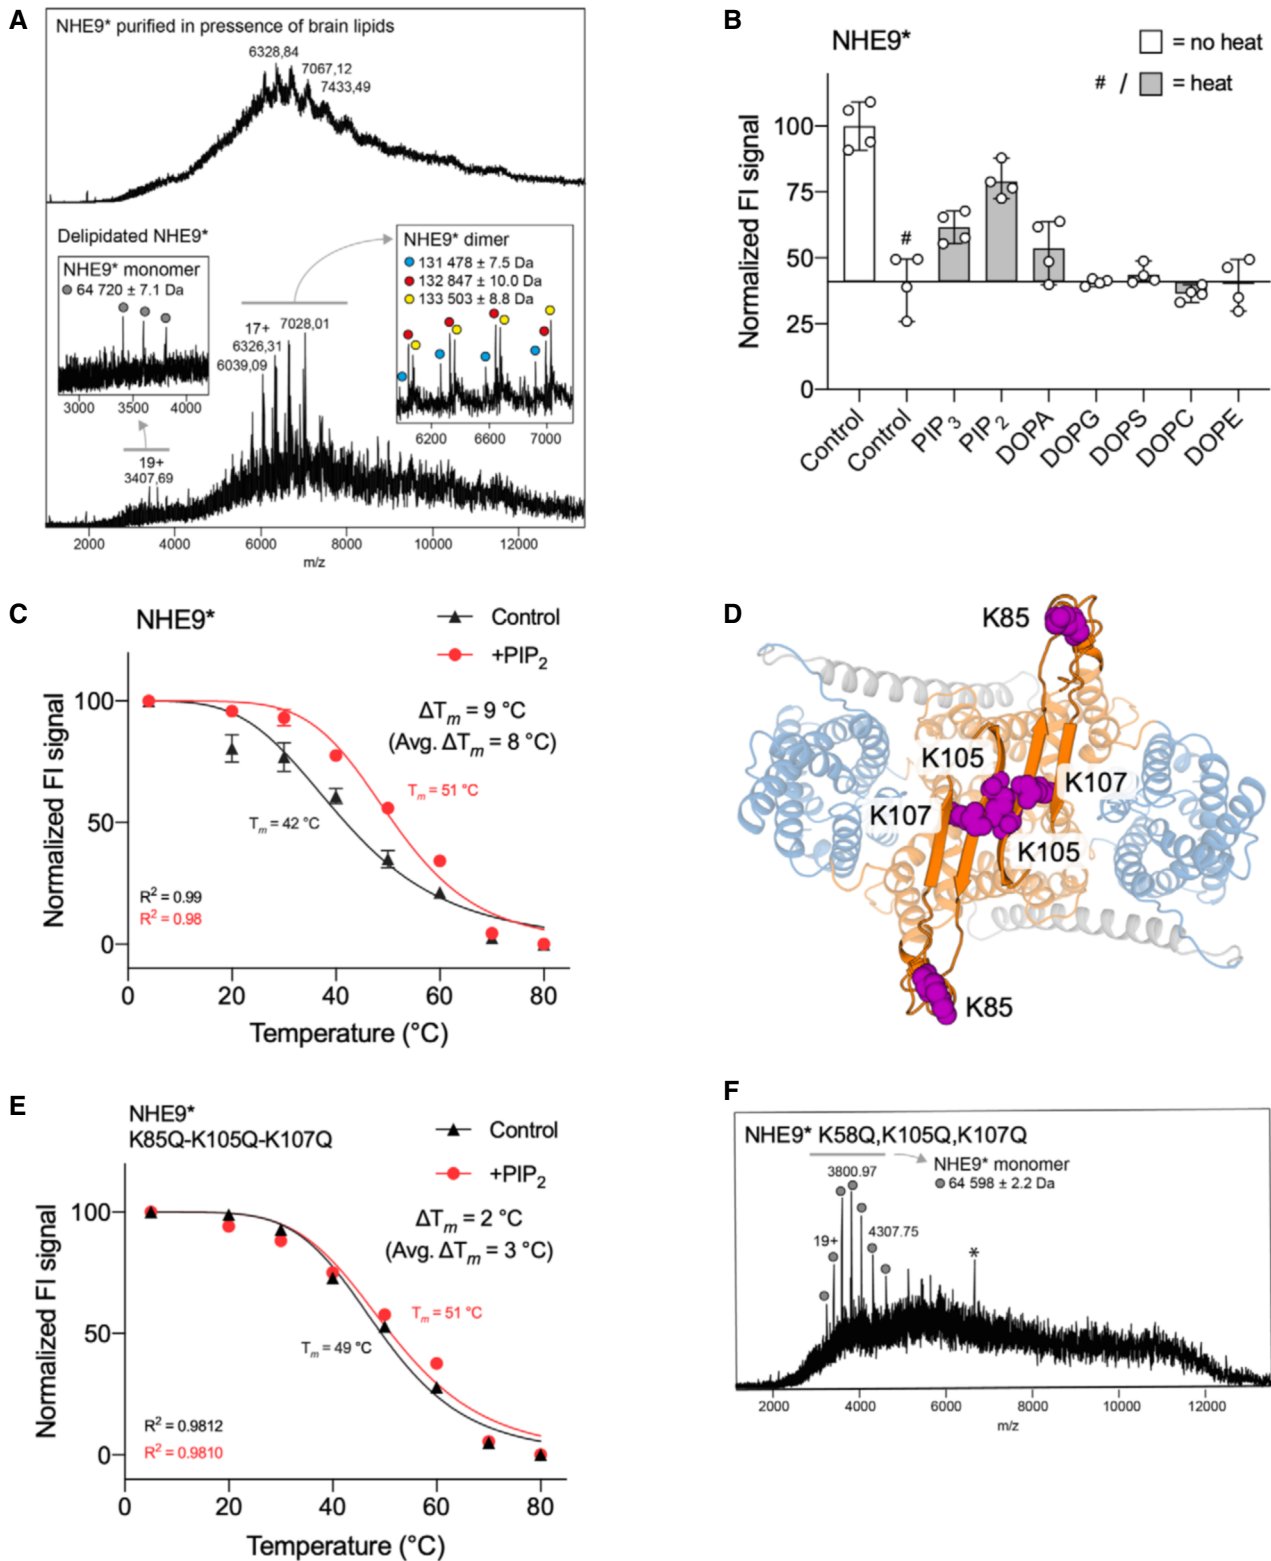 A
NHE9* purified in presence of brain lipids
6328,84
7067,12
7433,49
Delipidated NHE9*
NHE9* monomer
64 720 ± 7.1 Da
3000 3500 4000
19+
3407,69
NHE9* dimer
131 478 ± 7.5 Da
132 847 ± 10.0 Da
133 503 ± 8.8 Da
6200 6600 7000
17+
7028,01
6326,31
6039,09
2000 4000 6000 8000 10000 12000
m/z
B
NHE9*
= no heat
# / = heat
Normalized FI signal
100
75
50
25
0
#
Control Control PIP3 PIP2 DOPA DOPG DOPS DOPC DOPE
C
NHE9*
Control
+PIP2
ΔTm = 9 °C
(Avg. ΔTm = 8 °C)
Tm = 51 °C
Tm = 42 °C
R2 = 0.99
R2 = 0.98
Normalized FI signal
100
50
0
0 20 40 60 80
Temperature (°C)
D
K85
K105
K107
K107
K105
K85
E
NHE9*
K85Q-K105Q-K107Q
Control
+PIP2
ΔTm = 2 °C
(Avg. ΔTm = 3 °C)
Tm = 51 °C
Tm = 49 °C
R2 = 0.9812
R2 = 0.9810
Normalized FI signal
100
50
0
0 20 40 60 80
Temperature (°C)
F
NHE9* K58Q,K105Q,K107Q
NHE9* monomer
64 598 ± 2.2 Da
3800.97
19+
4307.75
*
2000 4000 6000 8000 10000 12000
m/z